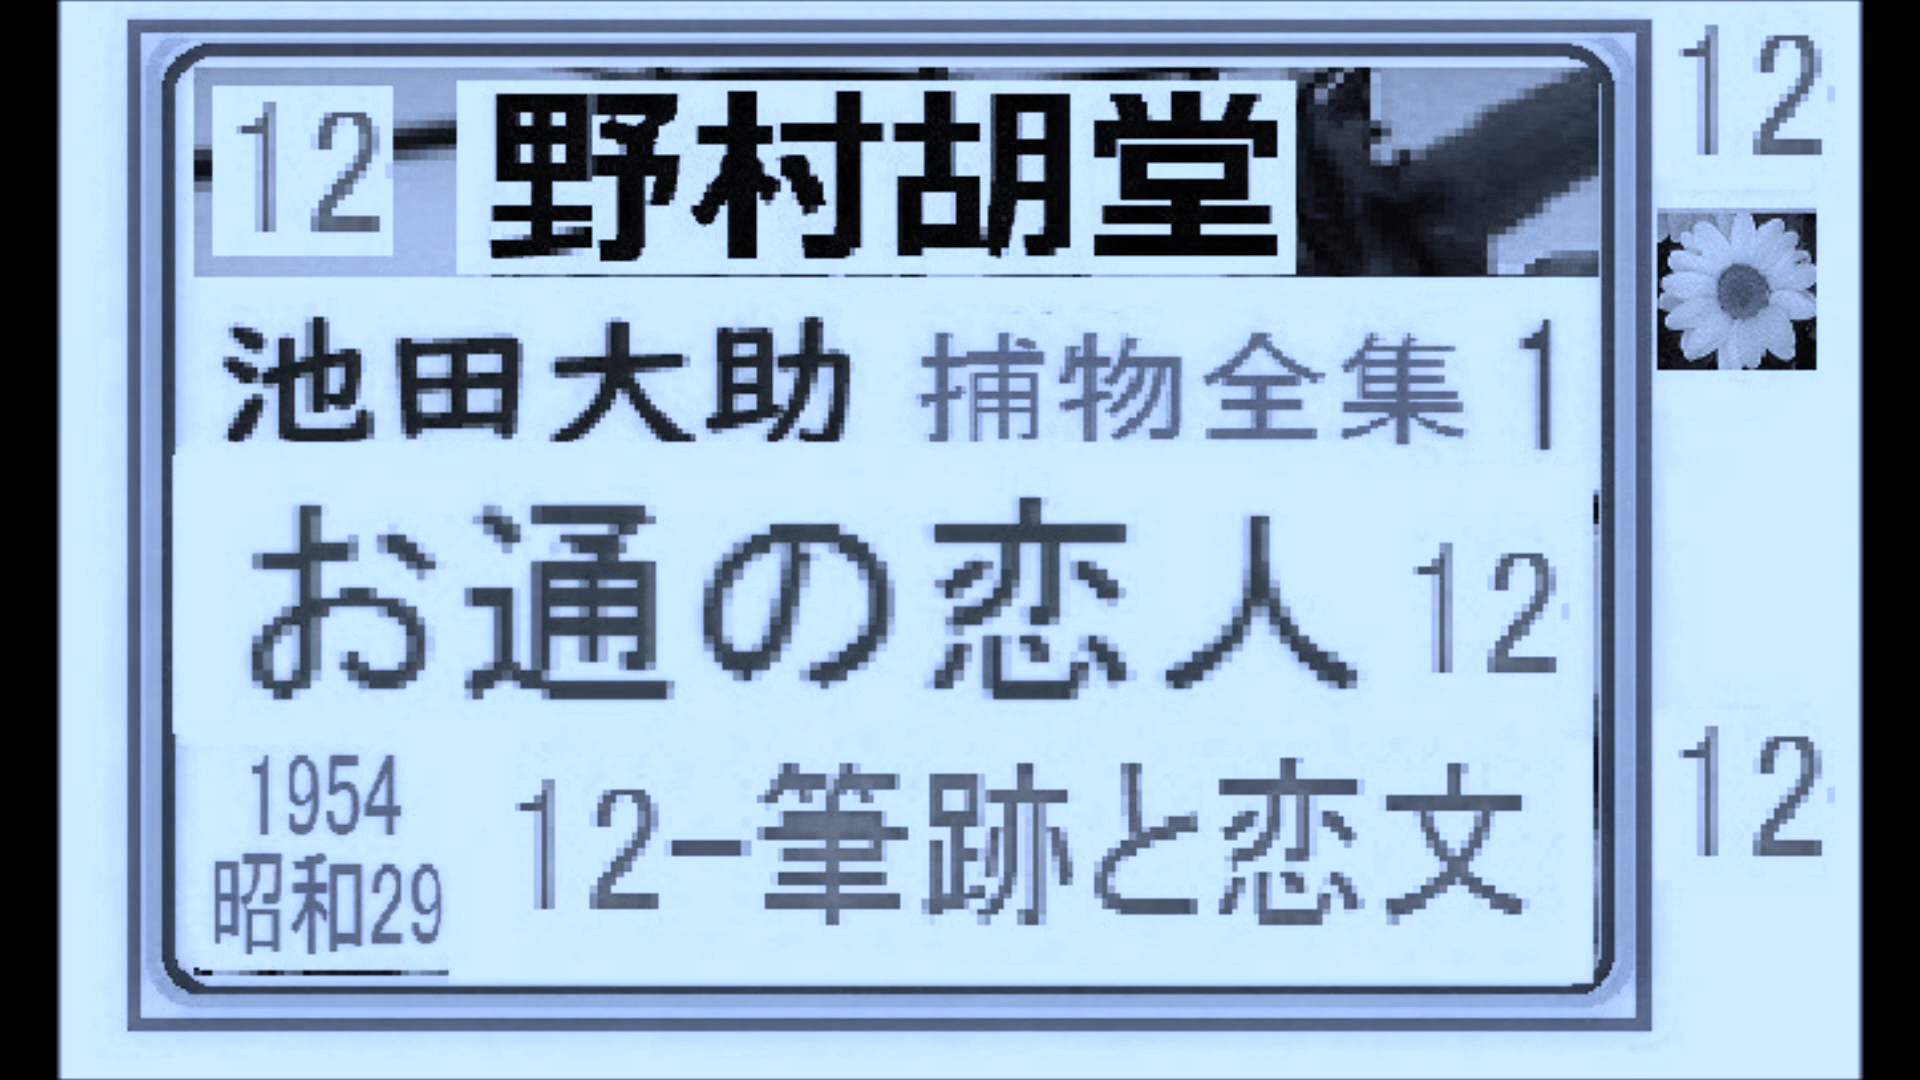 12 野村胡堂
池田大助 捕物全集 1
お通の恋人 12
1954
昭和29
12-筆跡と恋文
12
12